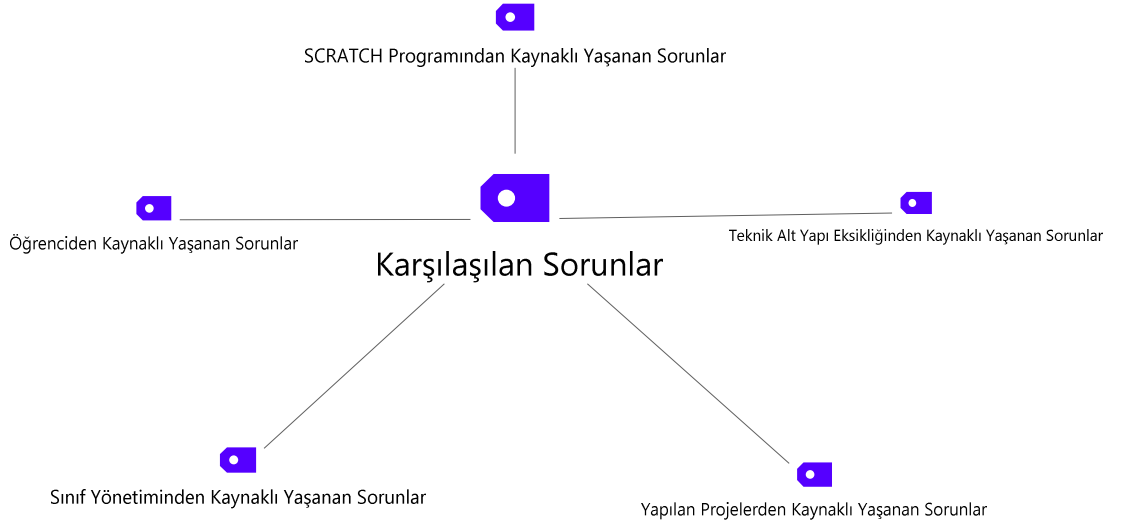 SCRATCH Programından Kaynaklı Yaşanan Sorunlar
Öğrenciden Kaynaklı Yaşanan Sorunlar
Teknik Alt Yapı Eksikliğinden Kaynaklı Yaşanan Sorunlar
Karşılaşılan Sorunlar
Sınıf Yönetiminden Kaynaklı Yaşanan Sorunlar
Yapılan Projelerden Kaynaklı Yaşanan Sorunlar